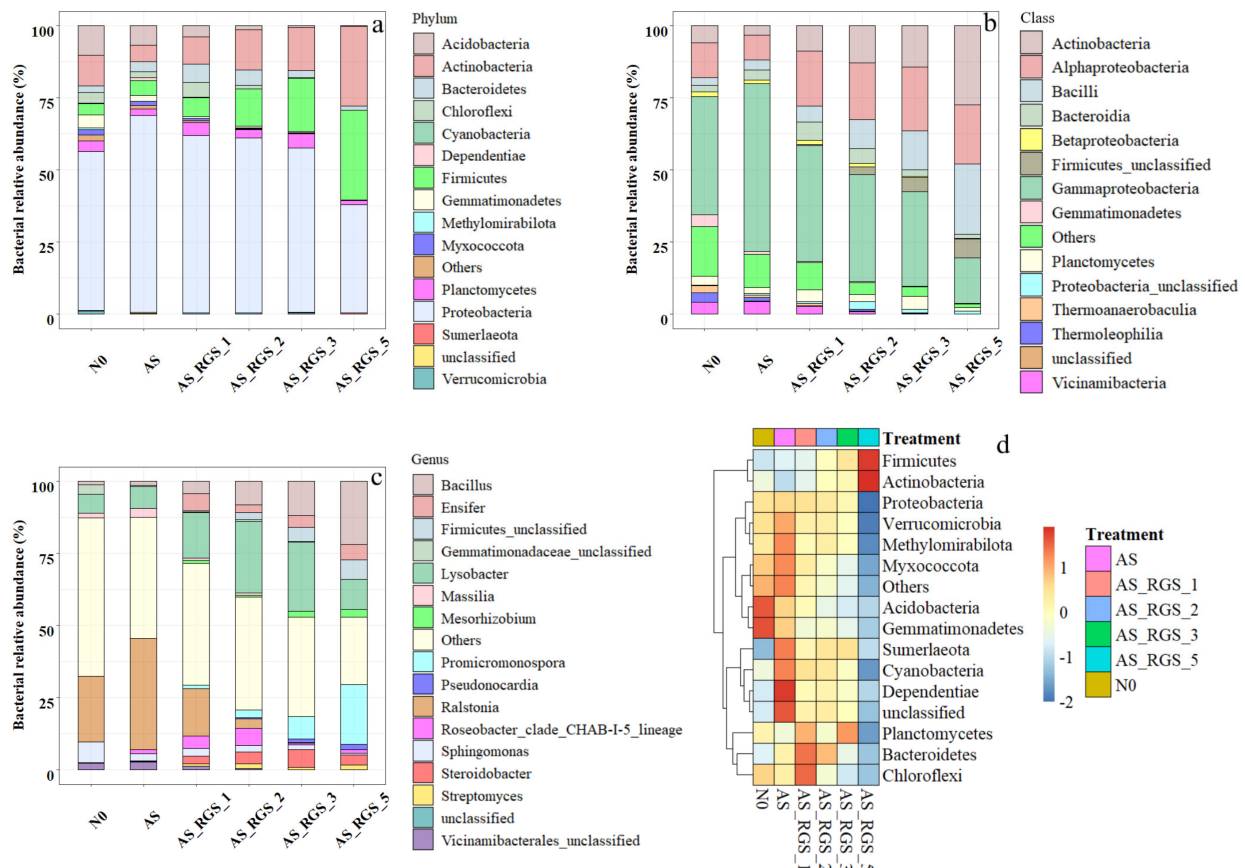 a
Bacterial relative abundance (%)
100
75
50
25
0
N0
AS
AS_RGS_1
AS_RGS_2
AS_RGS_3
AS_RGS_5
Phylum
Acidobacteria
Actinobacteria
Bacteroidetes
Chloroflexi
Cyanobacteria
Dependentiae
Firmicutes
Gemmatimonadetes
Methylomirabilota
Myxococcota
Others
Planctomycetes
Proteobacteria
Sumerlaeota
unclassified
Verrucomicrobia
b
Bacterial relative abundance (%)
100
75
50
25
0
N0
AS
AS_RGS_1
AS_RGS_2
AS_RGS_3
AS_RGS_5
Class
Actinobacteria
Alphaproteobacteria
Bacilli
Bacteroidia
Betaproteobacteria
Firmicutes_unclassified
Gammaproteobacteria
Gemmatimonadetes
Others
Planctomycetes
Proteobacteria_unclassified
Thermoanaerobaculia
Thermoleophilia
unclassified
Vicinamibacteria
c
Bacterial relative abundance (%)
100
75
50
25
0
N0
AS
AS_RGS_1
AS_RGS_2
AS_RGS_3
AS_RGS_5
Genus
Bacillus
Ensifer
Firmicutes_unclassified
Gemmatimonadaceae_unclassified
Lysobacter
Massilia
Mesorhizobium
Others
Promicromonospora
Pseudonocardia
Ralstonia
Roseobacter_clade_CHAB-I-5_lineage
Sphingomonas
Steroidobacter
Streptomyces
unclassified
Vicinamibacterales_unclassified
d
Treatment
Firmicutes
Actinobacteria
Proteobacteria
Verrucomicrobia
Methylomirabilota
Myxococcota
Others
Acidobacteria
Gemmatimonadetes
Sumerlaeota
Cyanobacteria
Dependentiae
unclassified
Planctomycetes
Bacteroidetes
Chloroflexi
N0
AS
AS_RGS_1
1
0
-1
-2
Treatment
AS
AS_RGS_1
AS_RGS_2
AS_RGS_3
AS_RGS_5
N0